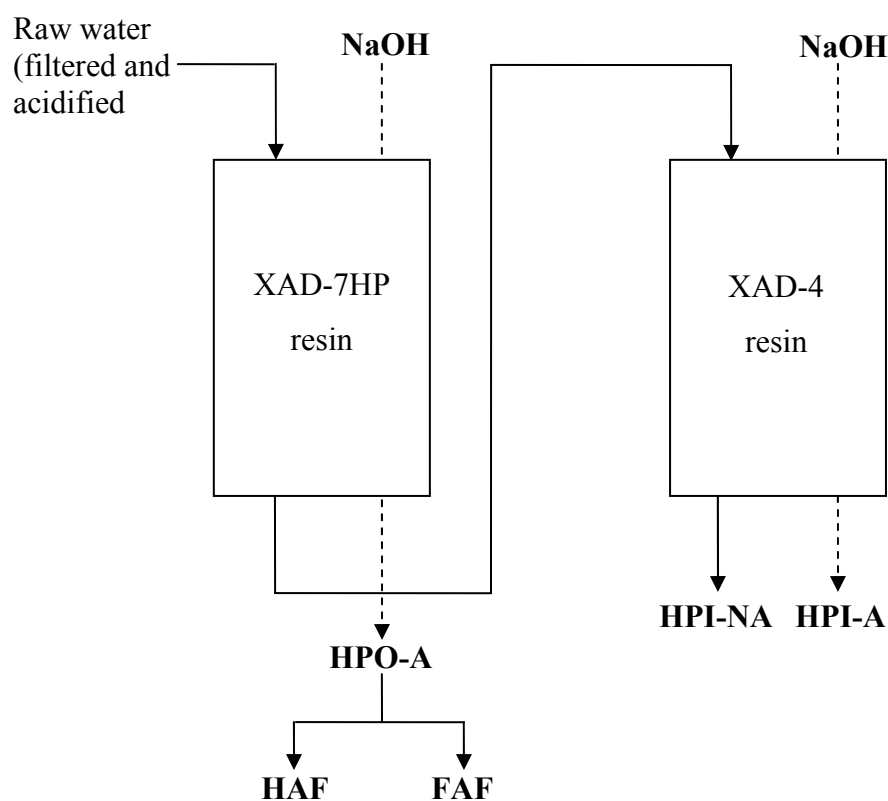 Raw water
(filtered and
acidified
NaOH
NaOH
XAD-7HP
resin
XAD-4
resin
HPI-NA
HPI-A
HPO-A
HAF
FAF